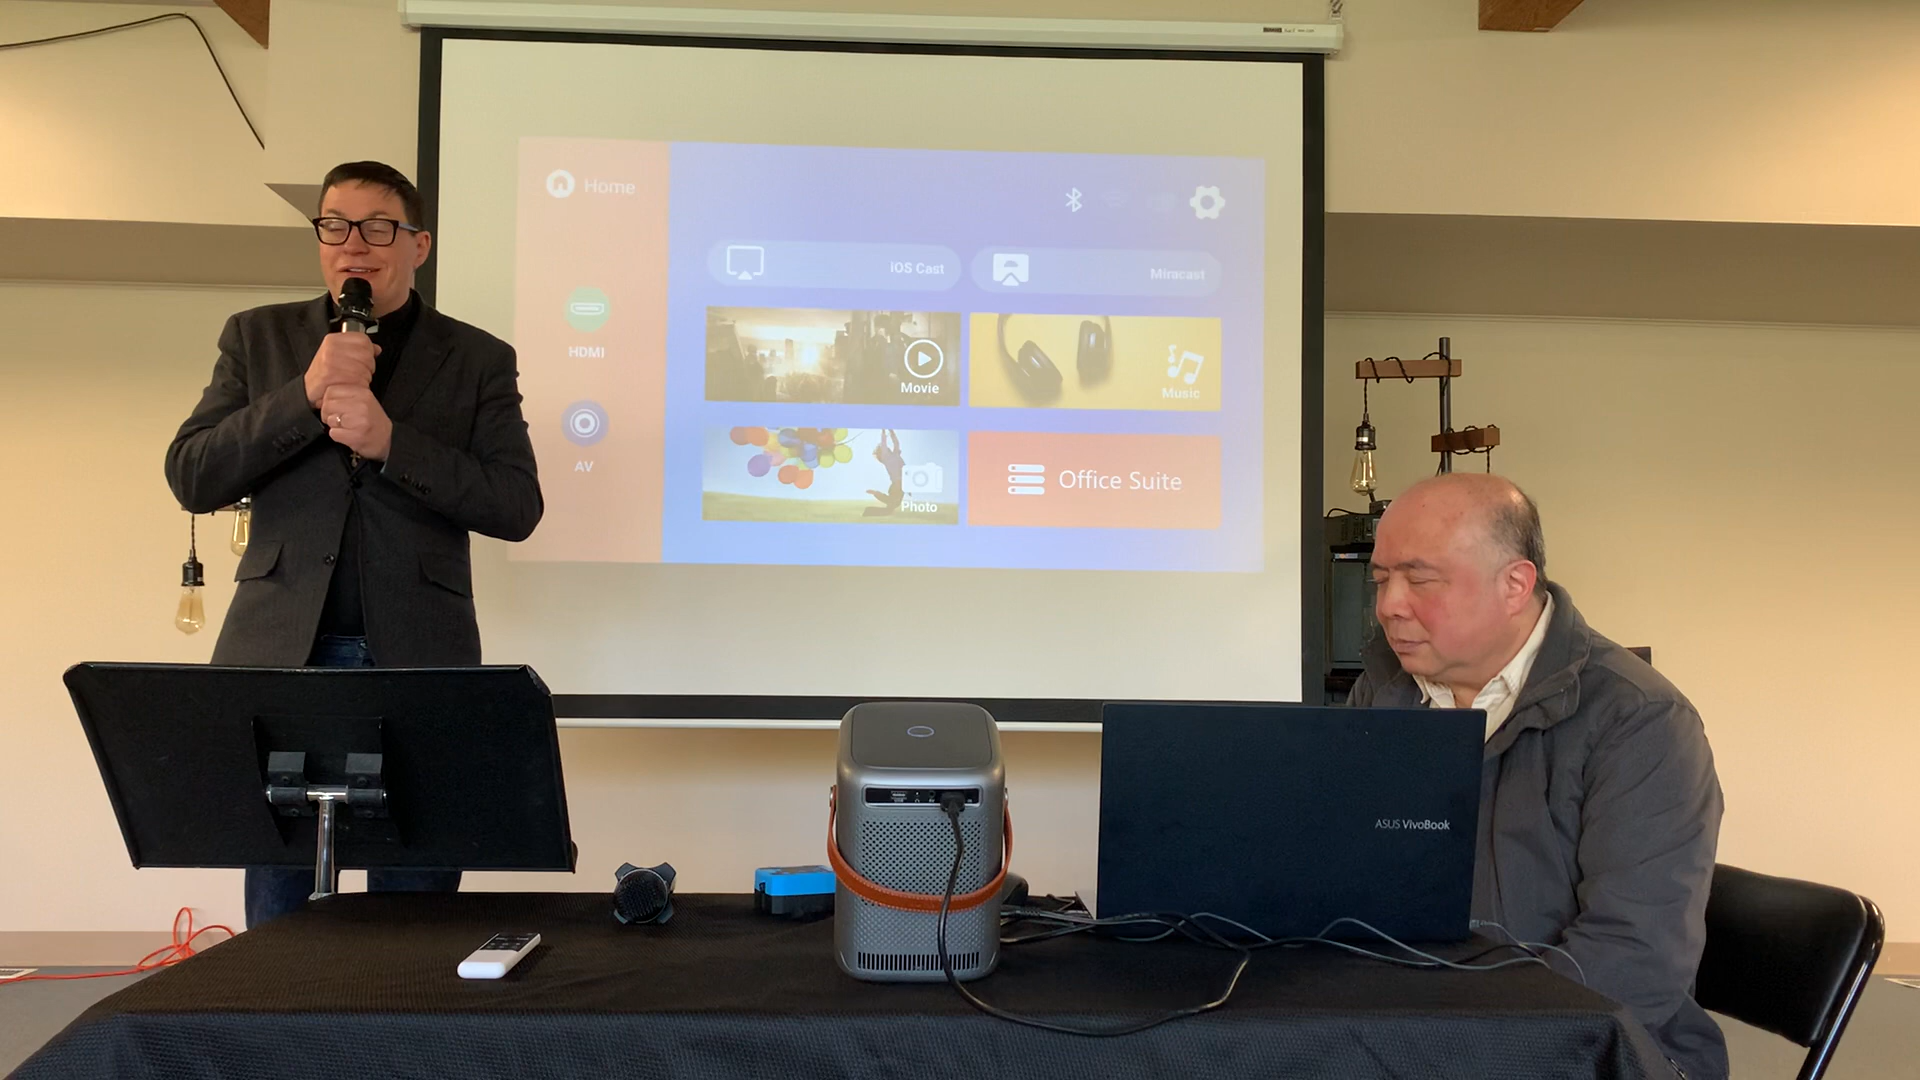 Home
iOS Cast
Miracast
HDMI
Movie
Music
AV
Photo
Office Suite
ASUS VivoBook